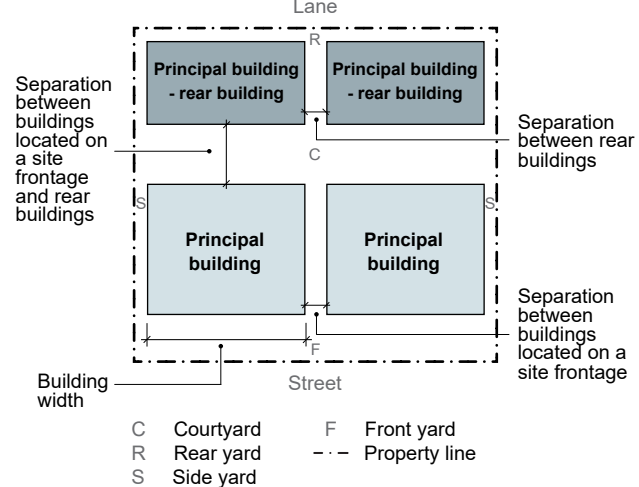 Lane
R
Principal building
- rear building
Principal building
- rear building
Separation
between
buildings
located on
a site
frontage
and rear
buildings
Separation
between rear
buildings
C
S
S
Principal
building
Principal
building
Separation
between
buildings
located on a
site frontage
F
Building
width
Street
C Courtyard
R Rear yard
S Side yard
F Front yard
Property line